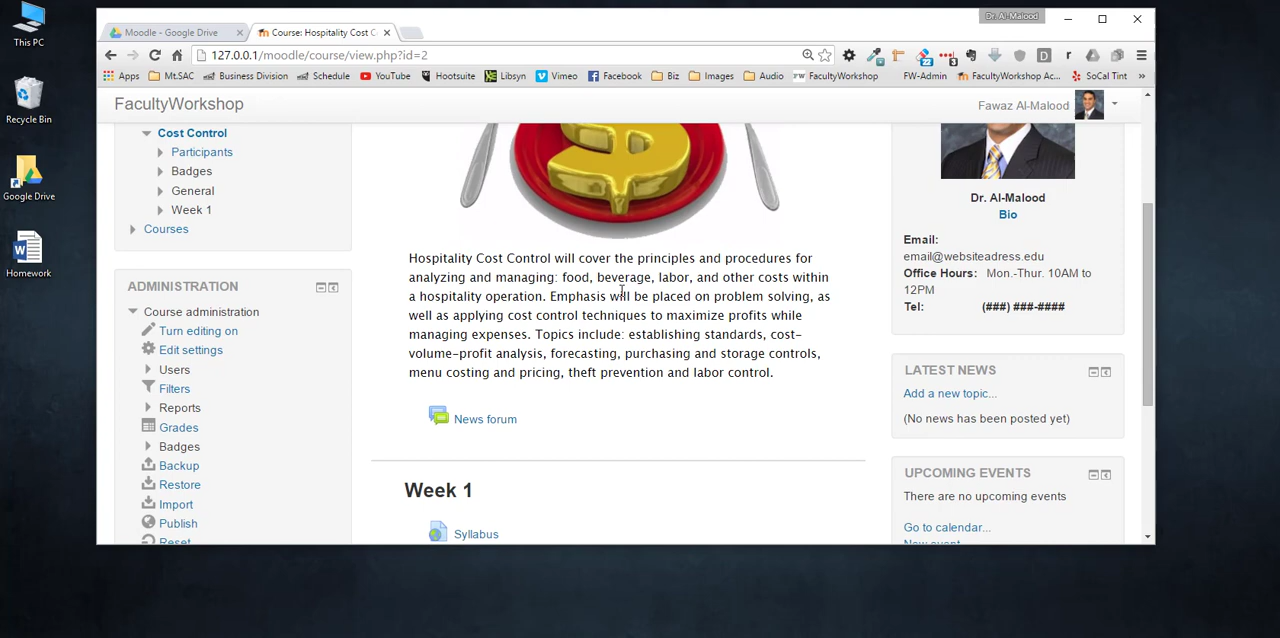 This PC
Recycle Bin
Google Drive
Homework
Dr. Al-Malood
Moodle - Google Drive
Course: Hospitality Cost C
127.0.0.1/moodle/course/view.php?id=2
Apps
Mt.SAC
Business Division
Schedule
YouTube
Hootsuite
Libsyn
Vimeo
Facebook
Biz
Images
Audio
FW FacultyWorkshop
FW-Admin
FacultyWorkshop Ac...
SoCal Tint
»
FacultyWorkshop
Fawaz Al-Malood
Cost Control
Participants
Badges
General
Week 1
Courses
ADMINISTRATION
Course administration
Turn editing on
Edit settings
Users
Filters
Reports
Grades
Badges
Backup
Restore
Import
Publish
Reset
Hospitality Cost Control will cover the principles and procedures for
analyzing and managing: food, beverage, labor, and other costs within
a hospitality operation. Emphasis will be placed on problem solving, as
well as applying cost control techniques to maximize profits while
managing expenses. Topics include: establishing standards, cost-
volume-profit analysis, forecasting, purchasing and storage controls,
menu costing and pricing, theft prevention and labor control.
News forum
Week 1
Syllabus
Dr. Al-Malood
Bio
Email:
email@websiteadress.edu
Office Hours: Mon.-Thur. 10AM to
12PM
Tel: (###) ###-####
LATEST NEWS
Add a new topic...
(No news has been posted yet)
UPCOMING EVENTS
There are no upcoming events
Go to calendar...
New event...